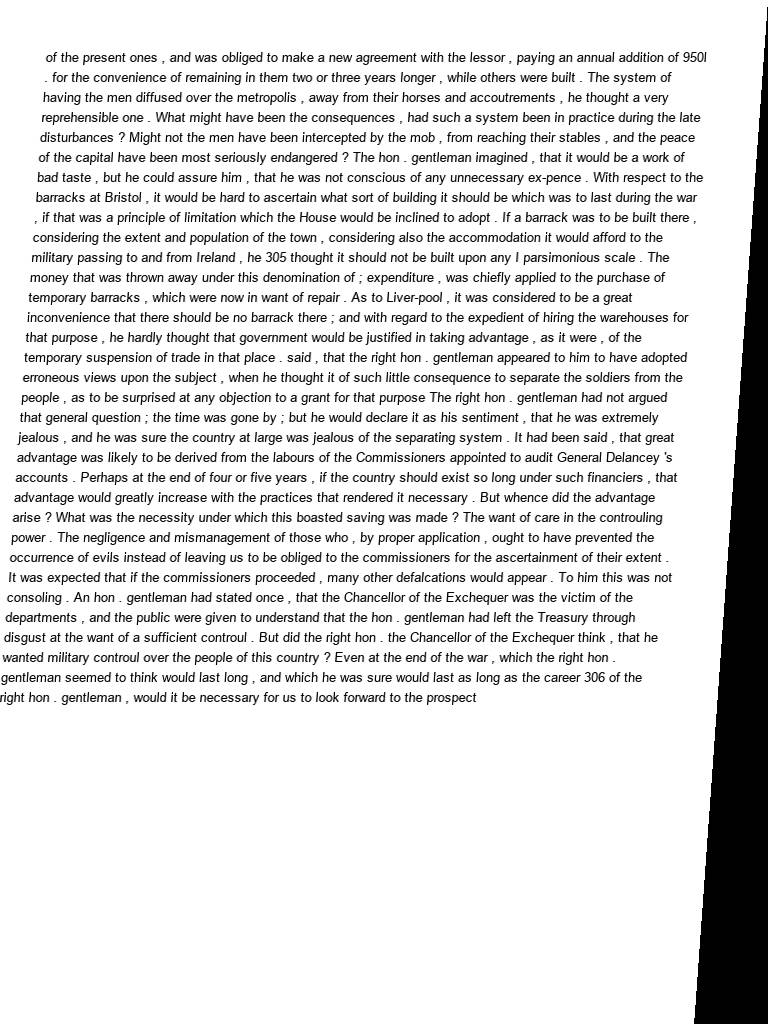 of the present ones , and was obliged to make a new agreement with the lessor , paying an annual addition of 950l
. for the convenience of remaining in them two or three years longer , while others were built . The system of
having the men diffused over the metropolis , away from their horses and accoutrements , he thought a very
reprehensible one . What might have been the consequences , had such a system been in practice during the late
disturbances ? Might not the men have been intercepted by the mob , from reaching their stables , and the peace
of the capital have been most seriously endangered ? The hon . gentleman imagined , that it would be a work of
bad taste , but he could assure him , that he was not conscious of any unnecessary ex-pence . With respect to the
barracks at Bristol , it would be hard to ascertain what sort of building it should be which was to last during the war
, if that was a principle of limitation which the House would be inclined to adopt . If a barrack was to be built there ,
considering the extent and population of the town , considering also the accommodation it would afford to the
military passing to and from Ireland , he 305 thought it should not be built upon any I parsimonious scale . The
money that was thrown away under this denomination of ; expenditure , was chiefly applied to the purchase of
temporary barracks , which were now in want of repair . As to Liver-pool , it was considered to be a great
inconvenience that there should be no barrack there ; and with regard to the expedient of hiring the warehouses for
that purpose , he hardly thought that government would be justified in taking advantage , as it were , of the
temporary suspension of trade in that place . said , that the right hon . gentleman appeared to him to have adopted
erroneous views upon the subject , when he thought it of such little consequence to separate the soldiers from the
people , as to be surprised at any objection to a grant for that purpose The right hon . gentleman had not argued
that general question ; the time was gone by ; but he would declare it as his sentiment , that he was extremely
jealous , and he was sure the country at large was jealous of the separating system . It had been said , that great
advantage was likely to be derived from the labours of the Commissioners appointed to audit General Delancey 's
accounts . Perhaps at the end of four or five years , if the country should exist so long under such financiers , that
advantage would greatly increase with the practices that rendered it necessary . But whence did the advantage
arise ? What was the necessity under which this boasted saving was made ? The want of care in the controuling
power . The negligence and mismanagement of those who , by proper application , ought to have prevented the
occurrence of evils instead of leaving us to be obliged to the commissioners for the ascertainment of their extent .
It was expected that if the commissioners proceeded , many other defalcations would appear . To him this was not
consoling . An hon . gentleman had stated once , that the Chancellor of the Exchequer was the victim of the
departments , and the public were given to understand that the hon . gentleman had left the Treasury through
disgust at the want of a sufficient controul . But did the right hon . the Chancellor of the Exchequer think , that he
wanted military controul over the people of this country ? Even at the end of the war , which the right hon .
gentleman seemed to think would last long , and which he was sure would last as long as the career 306 of the
right hon . gentleman , would it be necessary for us to look forward to the prospect